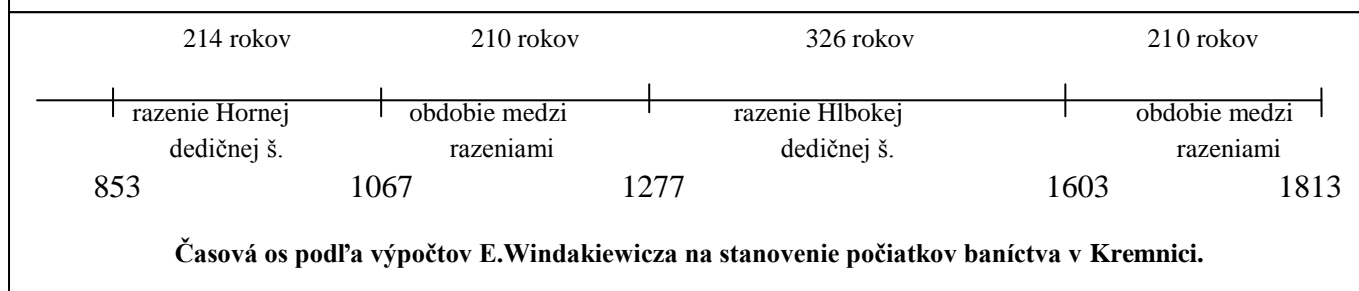 214 rokov 210 rokov 326 rokov 210 rokov
razenie Hornej obdobie medzi razenie Hlbokej obdobie medzi
dedičnej š. razeniami dedičnej š. razeniami
853 1067 1277 1603 1813
Časová os podľa výpočtov E.Windakiewicza na stanovenie počiatkov baníctva v Kremnici.